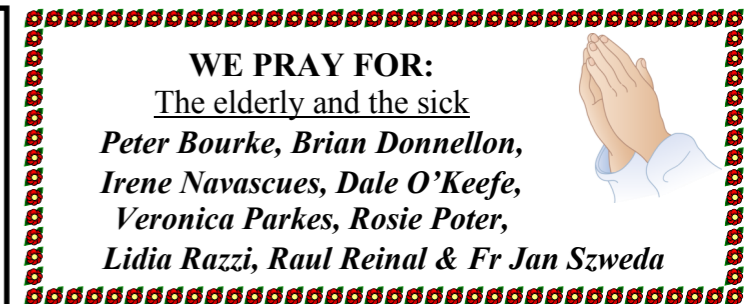 WE PRAY FOR:
The elderly and the sick
Peter Bourke, Brian Donnellon,
Irene Navascues, Dale O’Keefe,
Veronica Parkes, Rosie Poter,
Lidia Razzi, Raul Reinal & Fr Jan Szweda